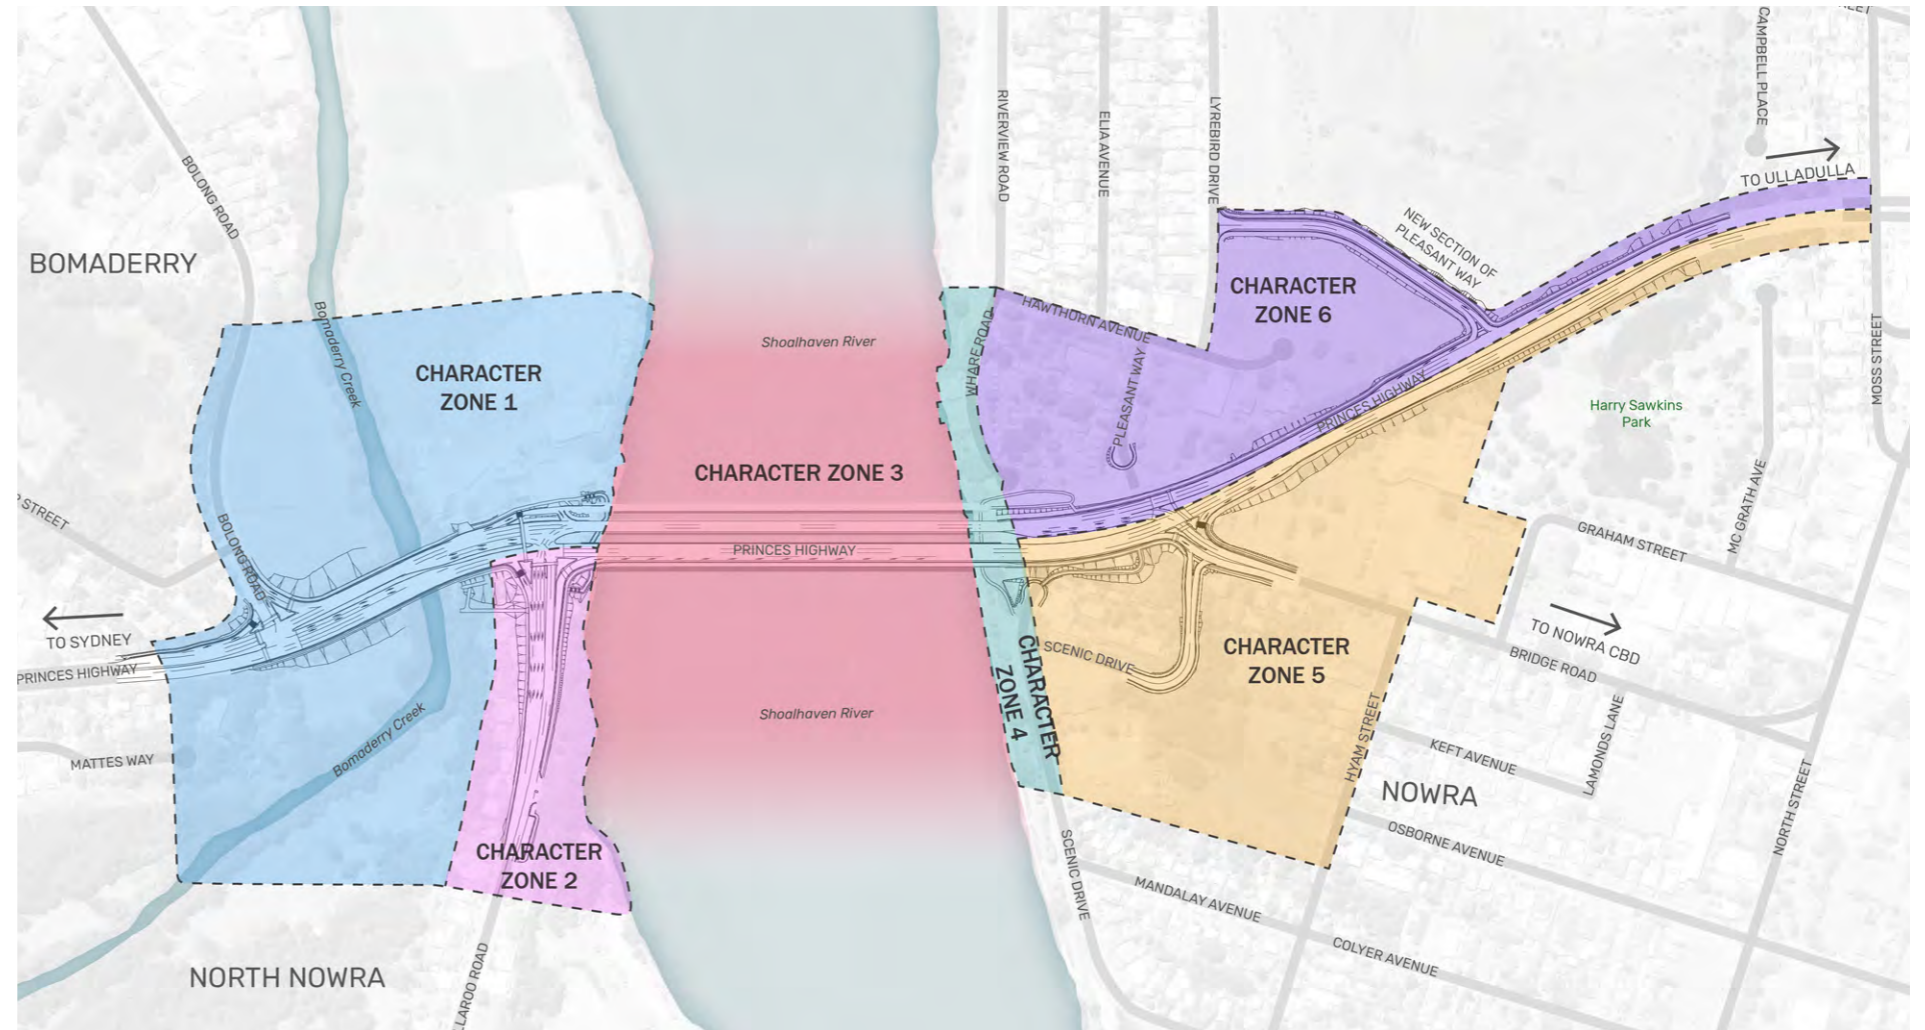 CAMPBELL PLACE
RIVERVIEW ROAD
ELIA AVENUE
LYREBIRD DRIVE
BOLONG ROAD
TO ULLADULLA
NEW SECTION OF
PLEASANT WAY
BOMADERRY
Bomaderry Creek
CHARACTER
ZONE 6
HAWTHORN AVENUE
WHARF ROAD
Shoalhaven River
CHARACTER
ZONE 1
PLEASANT WAY
PRINCES HIGHWAY
Harry Sawkins
Park
MOSS STREET
CHARACTER ZONE 3
STREET
BOLONG ROAD
PRINCES HIGHWAY
GRAHAM STREET
MC GRATH AVE
TO SYDNEY
PRINCES HIGHWAY
TO NOWRA CBD
BRIDGE ROAD
CHARACTER
ZONE 4
SCENIC DRIVE
CHARACTER
ZONE 5
Shoalhaven River
Bomaderry Creek
MATTES WAY
HYAM STREET
KEFT AVENUE
LAMONDS LANE
NOWRA
OSBORNE AVENUE
NORTH STREET
CHARACTER
ZONE 2
SCENIC DRIVE
MANDALAY AVENUE
COLYER AVENUE
NORTH NOWRA
LLAROO ROAD